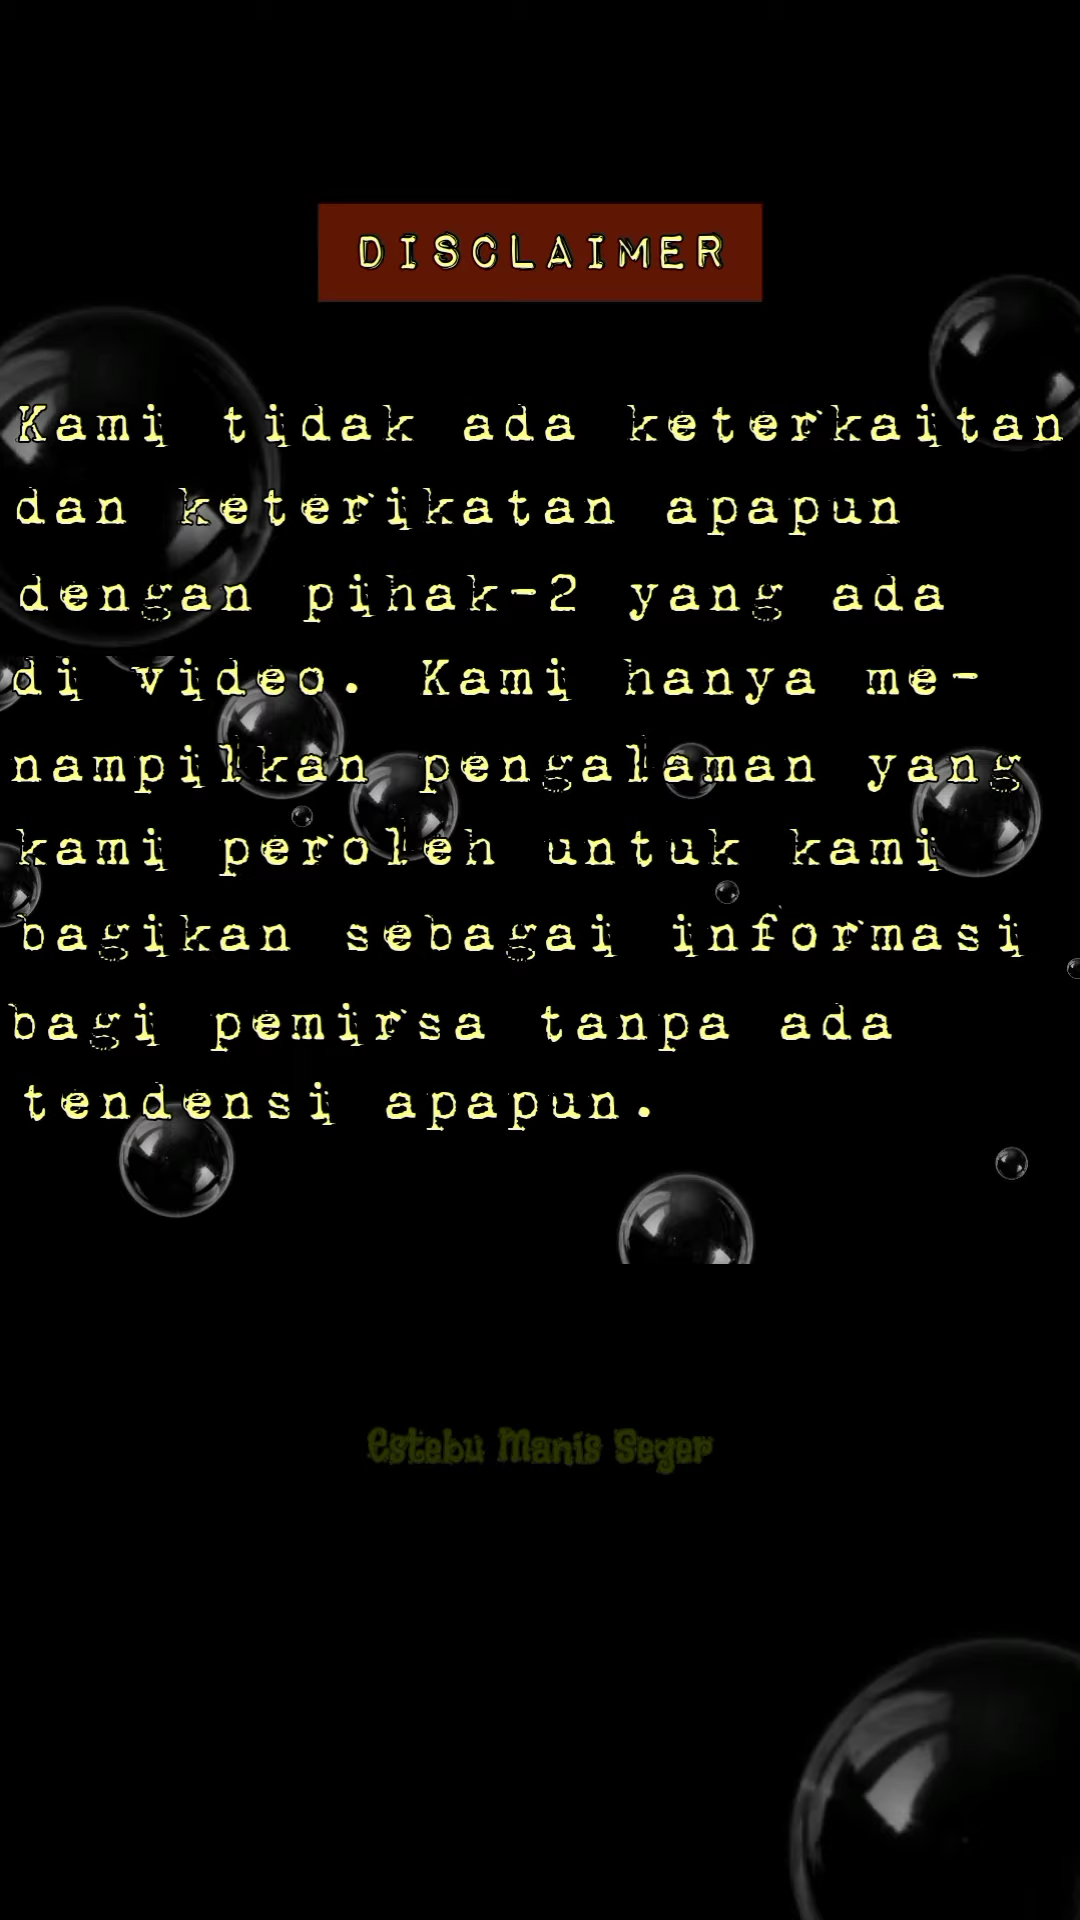 DISCLAIMER
Kami tidak ada keterkaitan
dan keterikatan apapun
dengan pihak-2 yang ada
di video. Kami hanya me-
nampilkan pengalaman yang
kami peroleh untuk kami
bagikan sebagai informasi
bagi pemirsa tanpa ada
tendensi apapun.
Estebu Manis Seger